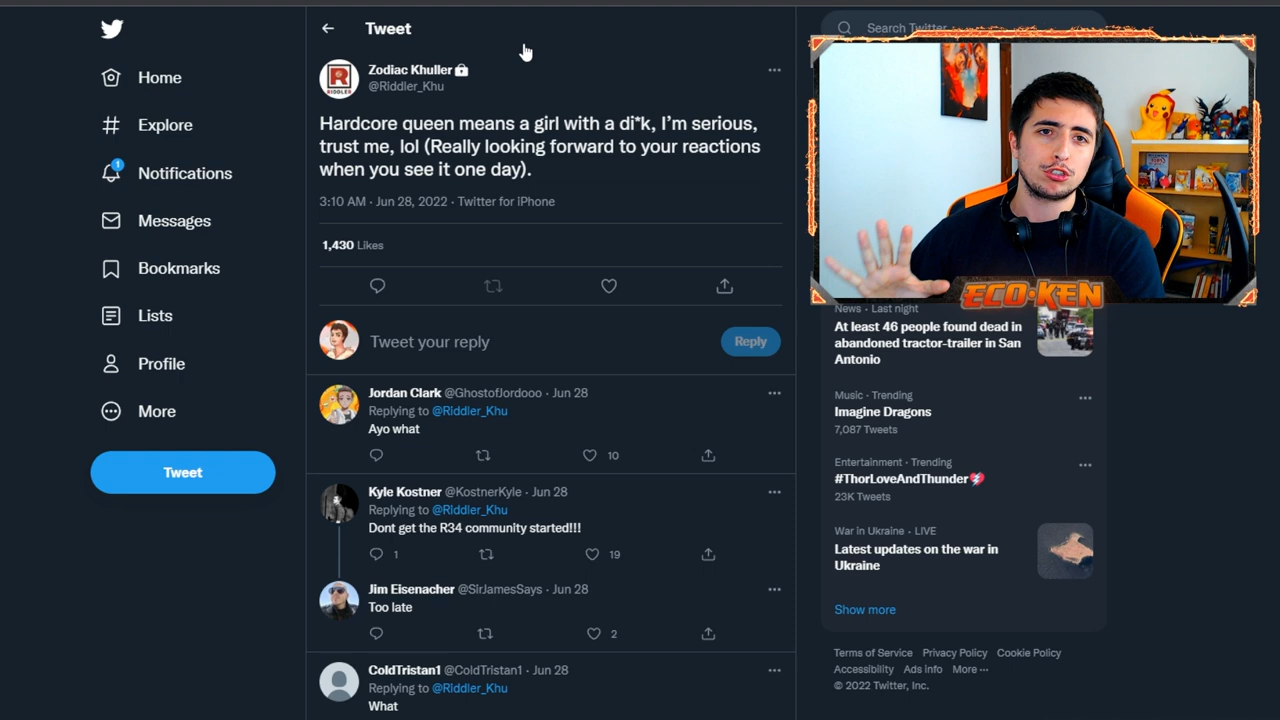 Home
Explore
1
Notifications
Messages
Bookmarks
Lists
Profile
More
Tweet
Tweet
Zodiac Khuller
@Riddler_Khu
RIDDLER
Hardcore queen means a girl with a di*k, I’m serious,
trust me, lol (Really looking forward to your reactions
when you see it one day).
3:10 AM · Jun 28, 2022 · Twitter for iPhone
1,430 Likes
Tweet your reply
Reply
Jordan Clark @GhostofJordooo · Jun 28
Replying to @Riddler_Khu
Ayo what
10
Kyle Kostner @KostnerKyle · Jun 28
Replying to @Riddler_Khu
Dont get the R34 community started!!!
1
19
Jim Eisenacher @SirJamesSays · Jun 28
Too late
2
ColdTristan1 @ColdTristan1 · Jun 28
Replying to @Riddler_Khu
What
Search Twitter
ECO·KEN
News · Last night
At least 46 people found dead in
abandoned tractor-trailer in San
Antonio
Music · Trending
Imagine Dragons
7,087 Tweets
Entertainment · Trending
#ThorLoveAndThunder
23K Tweets
War in Ukraine · LIVE
Latest updates on the war in
Ukraine
Show more
Terms of Service Privacy Policy Cookie Policy
Accessibility Ads info More ···
© 2022 Twitter, Inc.